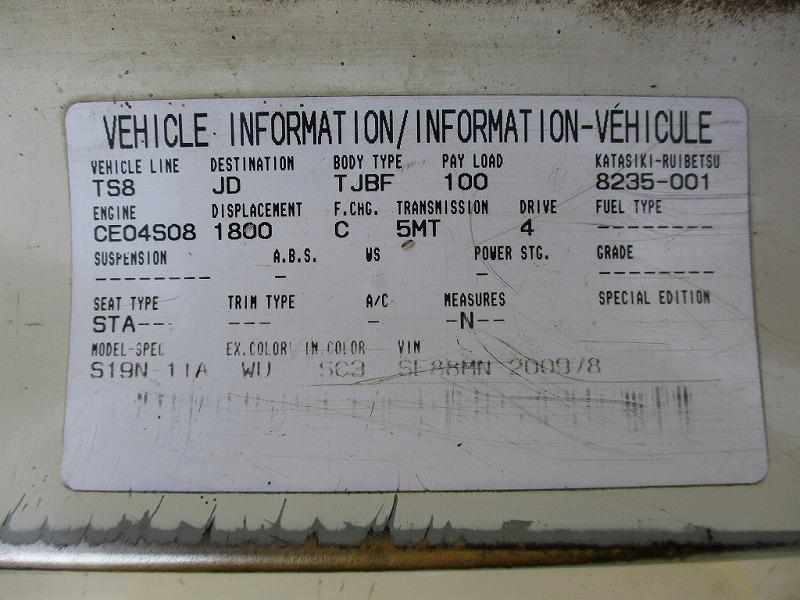 VEHICLE INFORMATION/INFORMATION-VÉHICULE
VEHICLE LINE DESTINATION BODY TYPE PAY LOAD KATASIKI-RUIBETSU
TS8 JD TJBF 100 8235-001
ENGINE DISPLACEMENT F.CHG. TRANSMISSION DRIVE FUEL TYPE
CE04S08 1800 C 5MT 4 ---------
SUSPENSION A.B.S. WS POWER STG. GRADE
--------- - - ---------
SEAT TYPE TRIM TYPE A/C MEASURES SPECIAL EDITION
STA--- --- - -N--
MODEL-SPEC EX.COLOR IN.COLOR VIN
S19N-11A WU SC3 200978